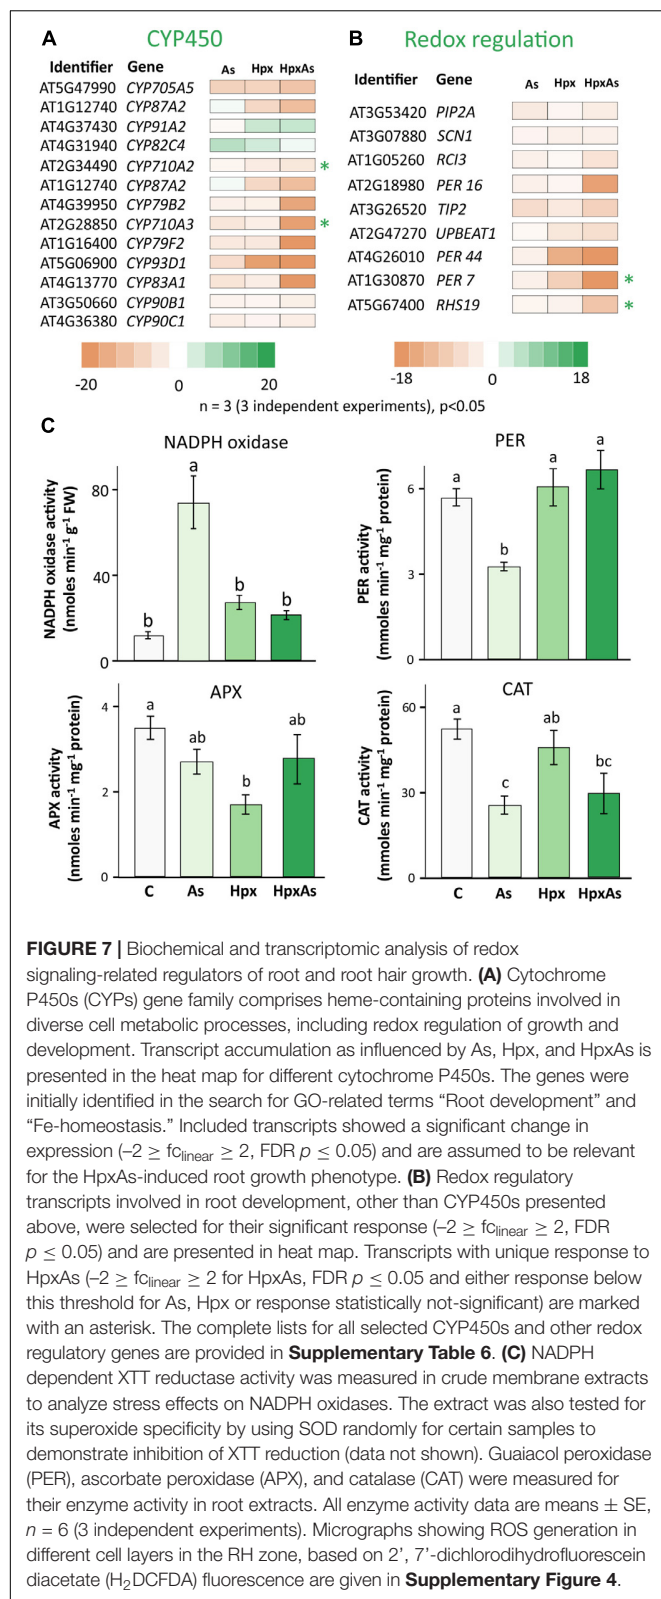 A CYP450
Identifier Gene As Hpx HpxAs
AT5G47990 CYP705A5
AT1G12740 CYP87A2
AT4G37430 CYP91A2
AT4G31940 CYP82C4
AT2G34490 CYP710A2 *
AT1G12740 CYP87A2
AT4G39950 CYP79B2
AT2G28850 CYP710A3 *
AT1G16400 CYP79F2
AT5G06900 CYP93D1
AT4G13770 CYP83A1
AT3G50660 CYP90B1
AT4G36380 CYP90C1
-20 0 20
B Redox regulation
Identifier Gene As Hpx HpxAs
AT3G53420 PIP2A
AT3G07880 SCN1
AT1G05260 RCI3
AT2G18980 PER 16
AT3G26520 TIP2
AT2G47270 UPBEAT1
AT4G26010 PER 44
AT1G30870 PER 7 *
AT5G67400 RHS19 *
-18 0 18
n = 3 (3 independent experiments), p<0.05
C
NADPH oxidase
NADPH oxidase activity
(nmoles min⁻¹ g⁻¹ FW)
80
40
0
b a b b
PER
PER activity
(mmoles min⁻¹ mg⁻¹ protein)
6
3
0
a b a a
APX
APX activity
(nmoles min⁻¹ mg⁻¹ protein)
4
2
0
a ab b ab
C As Hpx HpxAs
CAT
CAT activity
(mmoles min⁻¹ mg⁻¹ protein)
60
30
0
a c ab bc
C As Hpx HpxAs
FIGURE 7 | Biochemical and transcriptomic analysis of redox
signaling-related regulators of root and root hair growth. (A) Cytochrome
P450s (CYPs) gene family comprises heme-containing proteins involved in
diverse cell metabolic processes, including redox regulation of growth and
development. Transcript accumulation as influenced by As, Hpx, and HpxAs is
presented in the heat map for different cytochrome P450s. The genes were
initially identified in the search for GO-related terms “Root development” and
“Fe-homeostasis.” Included transcripts showed a significant change in
expression (–2 ≥ fclinear ≥ 2, FDR p ≤ 0.05) and are assumed to be relevant
for the HpxAs-induced root growth phenotype. (B) Redox regulatory
transcripts involved in root development, other than CYP450s presented
above, were selected for their significant response (–2 ≥ fclinear ≥ 2, FDR
p ≤ 0.05) and are presented in heat map. Transcripts with unique response to
HpxAs (–2 ≥ fclinear ≥ 2 for HpxAs, FDR p ≤ 0.05 and either response below
this threshold for As, Hpx or response statistically not-significant) are marked
with an asterisk. The complete lists for all selected CYP450s and other redox
regulatory genes are provided in Supplementary Table 6. (C) NADPH
dependent XTT reductase activity was measured in crude membrane extracts
to analyze stress effects on NADPH oxidases. The extract was also tested for
its superoxide specificity by using SOD randomly for certain samples to
demonstrate inhibition of XTT reduction (data not shown). Guaiacol peroxidase
(PER), ascorbate peroxidase (APX), and catalase (CAT) were measured for
their enzyme activity in root extracts. All enzyme activity data are means ± SE,
n = 6 (3 independent experiments). Micrographs showing ROS generation in
different cell layers in the RH zone, based on 2’, 7’-dichlorodihydrofluorescein
diacetate (H₂DCFDA) fluorescence are given in Supplementary Figure 4.